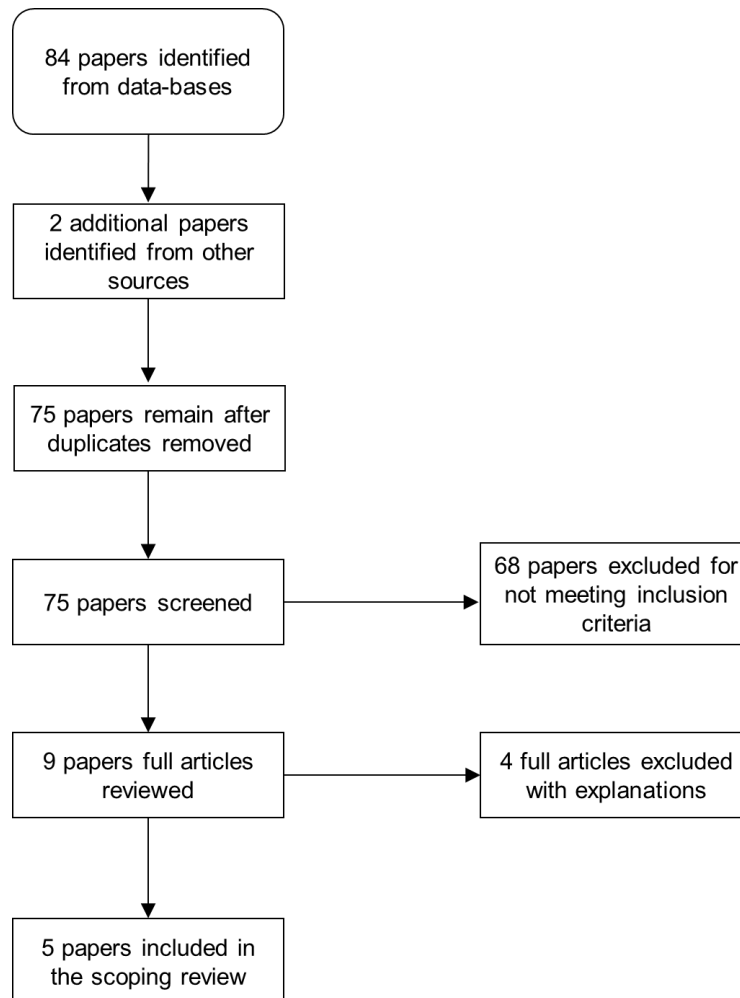 84 papers identified
from data-bases
2 additional papers
identified from other
sources
75 papers remain after
duplicates removed
75 papers screened
68 papers excluded for
not meeting inclusion
criteria
9 papers full articles
reviewed
4 full articles excluded
with explanations
5 papers included in
the scoping review